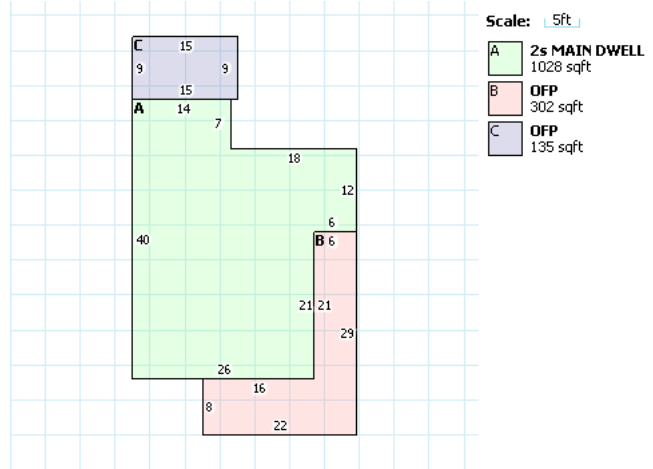 Scale: 5ft
A 2s MAIN DWELL
1028 sqft
B OFP
302 sqft
C OFP
135 sqft
C 15
9 9
15
A 14
7
18
12
6
40 B 6
21 21
29
26
16
8
22